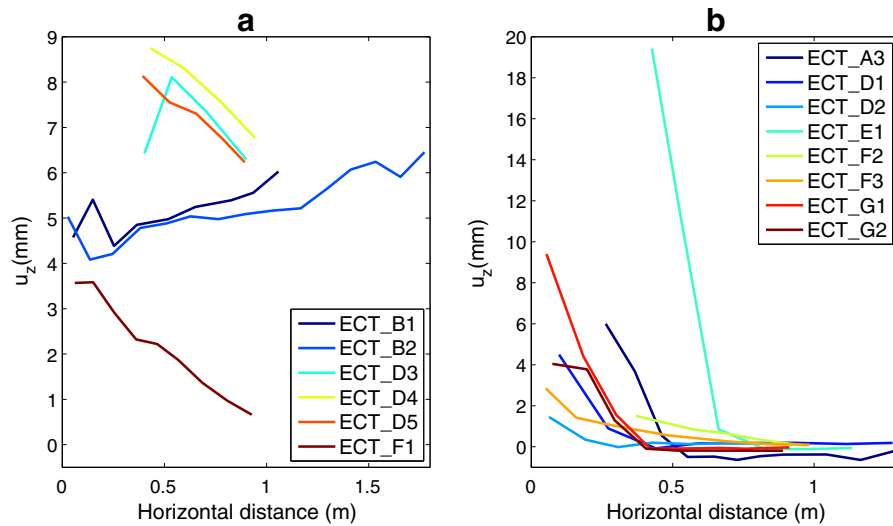 a
9
8
7
6
5
4
3
2
1
0
u_z(mm)
0 0.5 1 1.5
Horizontal distance (m)
ECT_B1
ECT_B2
ECT_D3
ECT_D4
ECT_D5
ECT_F1
b
20
18
16
14
12
10
8
6
4
2
0
u_z(mm)
0 0.5 1
Horizontal distance (m)
ECT_A3
ECT_D1
ECT_D2
ECT_E1
ECT_F2
ECT_F3
ECT_G1
ECT_G2